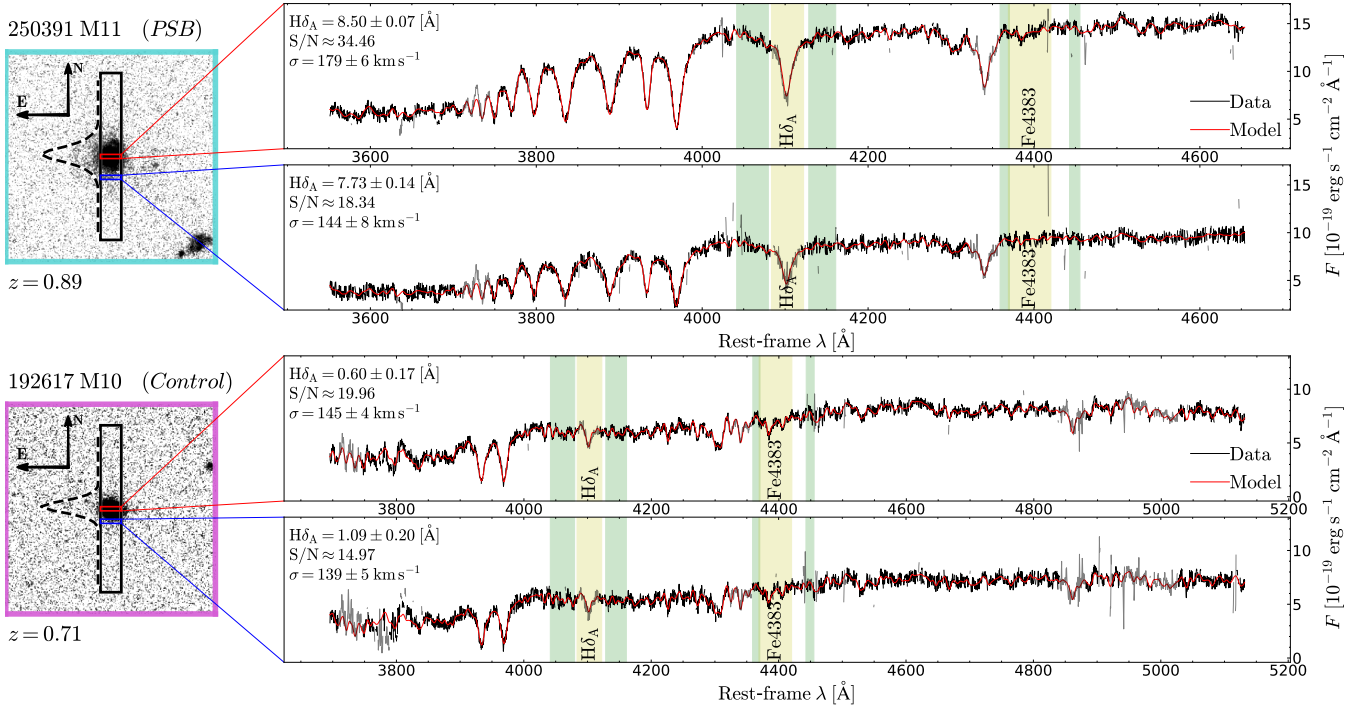 250391 M11 (PSB)
N
E
z = 0.89
Hδ_A = 8.50 ± 0.07 [Å]
S/N ≈ 34.46
σ = 179 ± 6 km s⁻¹
Hδ_A
Fe4383
Data
Model
15
10
5
3600 3800 4000 4200 4400 4600
Hδ_A = 7.73 ± 0.14 [Å]
S/N ≈ 18.34
σ = 144 ± 8 km s⁻¹
Hδ_A
Fe4383
15
10
5
3600 3800 4000 4200 4400 4600
Rest-frame λ [Å]
F [10⁻¹⁹ erg s⁻¹ cm⁻² Å⁻¹]
192617 M10 (Control)
N
E
z = 0.71
Hδ_A = 0.60 ± 0.17 [Å]
S/N ≈ 19.96
σ = 145 ± 4 km s⁻¹
Hδ_A
Fe4383
Data
Model
10
5
0
3800 4000 4200 4400 4600 4800 5000 5200
Hδ_A = 1.09 ± 0.20 [Å]
S/N ≈ 14.97
σ = 139 ± 5 km s⁻¹
Hδ_A
Fe4383
10
5
0
3800 4000 4200 4400 4600 4800 5000 5200
Rest-frame λ [Å]
F [10⁻¹⁹ erg s⁻¹ cm⁻² Å⁻¹]